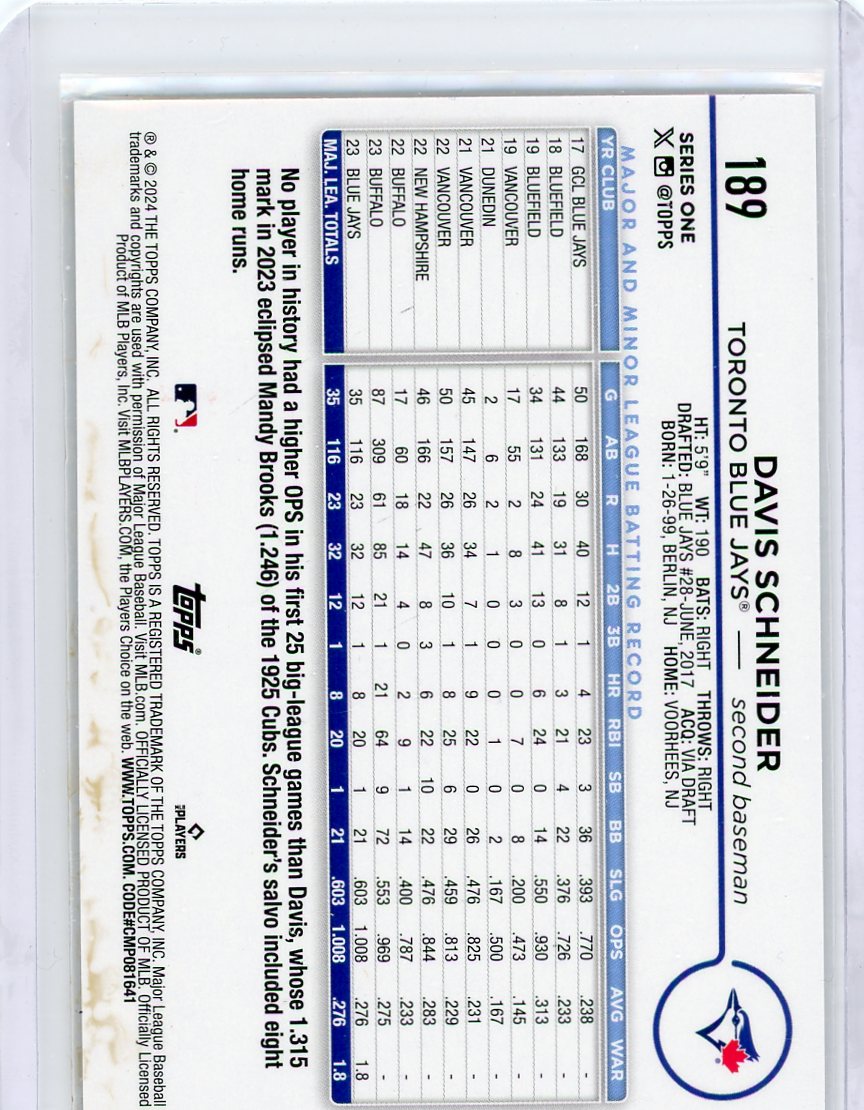 189
DAVIS SCHNEIDER
TORONTO BLUE JAYS® — second baseman
SERIES ONE
@TOPPS
HT: 5'9" WT: 190 BATS: RIGHT THROWS: RIGHT
DRAFTED: BLUE JAYS #28-JUNE, 2017 ACQ: VIA DRAFT
BORN: 1-26-99, BERLIN, NJ HOME: VOORHEES, NJ
MAJOR AND MINOR LEAGUE BATTING RECORD
YR CLUB G AB R H 2B 3B HR RBI SB BB SLG OPS AVG WAR
17 GCL BLUE JAYS 50 168 30 40 12 1 4 23 3 36 .393 .770 .238 -
18 BLUEFIELD 44 133 19 31 8 1 3 21 4 22 .376 .726 .233 -
19 BLUEFIELD 34 131 24 41 13 0 6 24 0 14 .550 .930 .313 -
19 VANCOUVER 17 55 2 8 3 0 0 7 0 8 .200 .473 .145 -
21 DUNEDIN 2 6 2 1 0 0 0 1 0 2 .167 .500 .167 -
21 VANCOUVER 45 147 26 34 7 1 9 22 0 26 .476 .825 .231 -
22 VANCOUVER 50 157 26 36 10 1 8 25 6 29 .459 .813 .229 -
22 NEW HAMPSHIRE 46 166 22 47 8 3 6 22 10 22 .476 .844 .283 -
22 BUFFALO 17 60 18 14 4 0 2 9 1 14 .400 .787 .233 -
23 BUFFALO 87 309 61 85 21 1 21 64 9 72 .553 .969 .275 -
23 BLUE JAYS 35 116 23 32 12 1 8 20 1 21 .603 1.008 .276 1.8
MAJ. LEA. TOTALS 35 116 23 32 12 1 8 20 1 21 .603 1.008 .276 1.8
No player in history had a higher OPS in his first 25 big-league games than Davis, whose 1.315
mark in 2023 eclipsed Mandy Brooks (1.246) of the 1925 Cubs. Schneider's salvo included eight
home runs.
topps®
PLAYERS
® & © 2024 THE TOPPS COMPANY, INC. ALL RIGHTS RESERVED. TOPPS IS A REGISTERED TRADEMARK OF THE TOPPS COMPANY, INC. Major League Baseball
trademarks and copyrights are used with permission of Major League Baseball. Visit MLB.com. OFFICIALLY LICENSED PRODUCT OF MLB. Officially Licensed
Product of MLB Players, Inc. Visit MLBPLAYERS.COM, the Players Choice on the web. WWW.TOPPS.COM. CODE#CMP081641